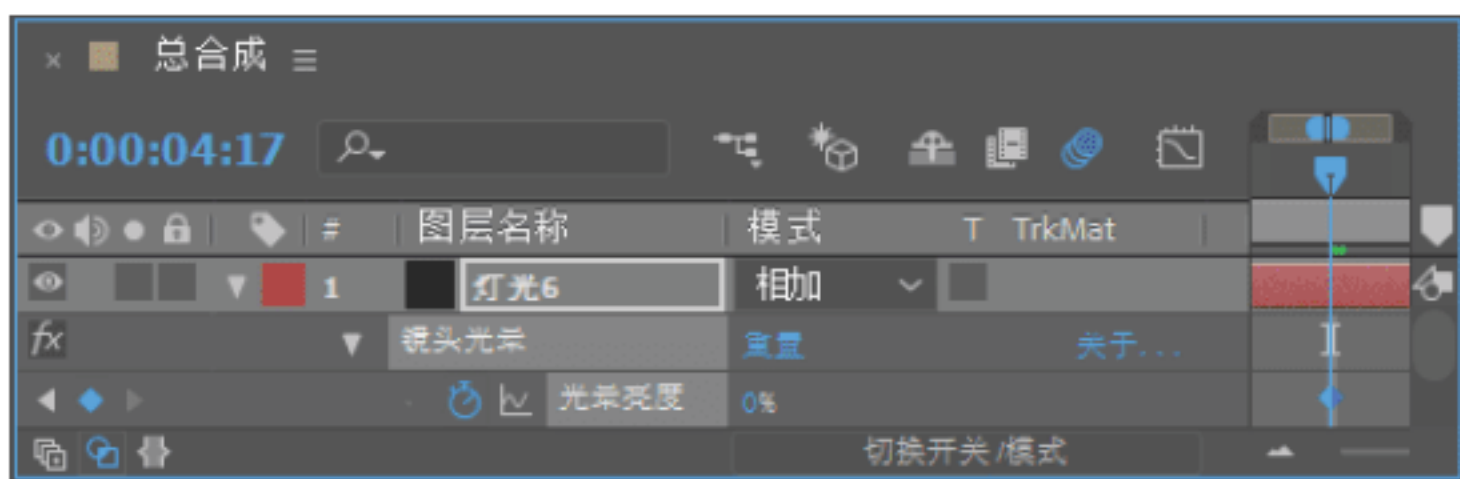 总合成
0:00:04:17
# 图层名称 模式 T TrkMat
1 灯光6 相加
fx 镜头光晕 重置 关于...
光晕亮度 0%
切换开关/模式